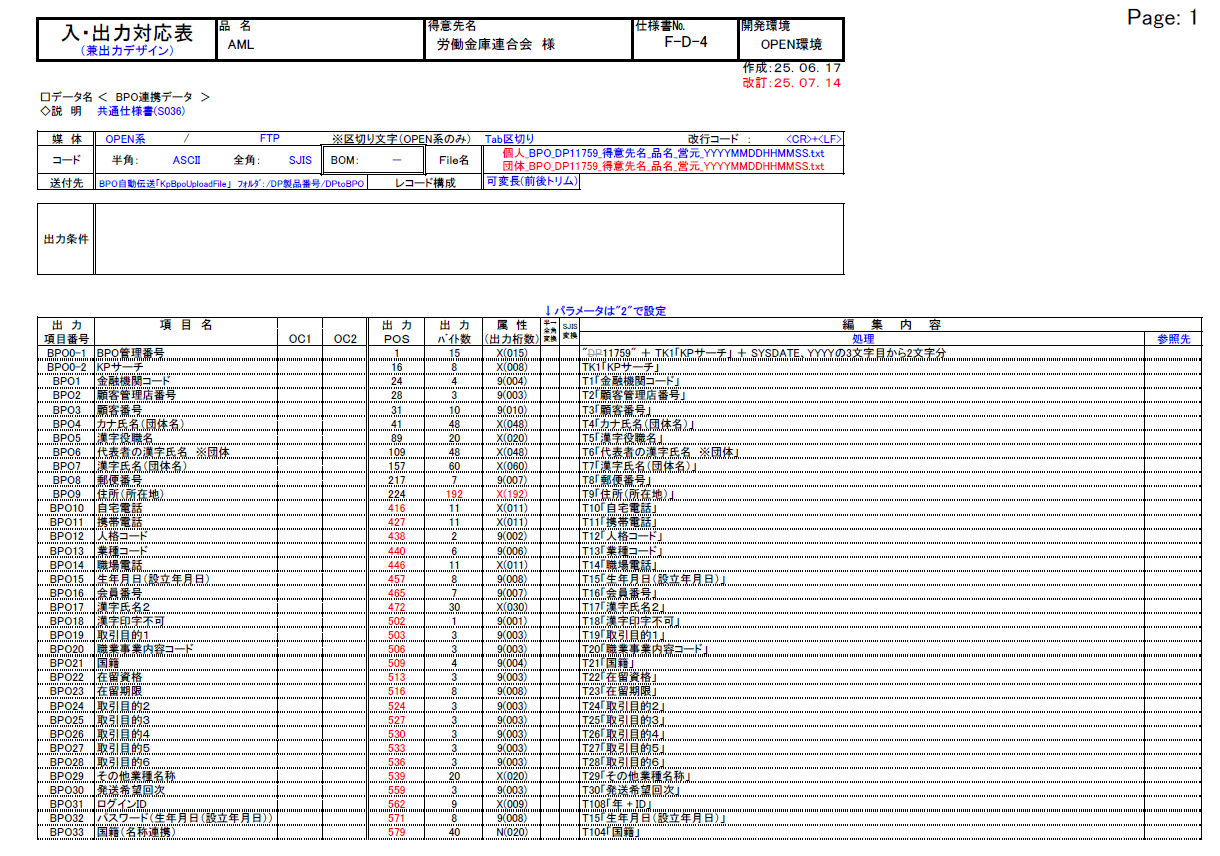 Page: 1
入・出力対応表
(兼出力デザイン)
品 名
AML
得意先名
労働金庫連合会 様
仕様書No.
F-D-4
開発環境
OPEN環境
作成：25．06．17
改訂：25．07．14
□データ名 ＜ BPO連携データ ＞
◇説 明 共通仕様書(S036)
媒 体 OPEN系 / FTP ※区切り文字(OPEN系のみ) Tab区切り 改行コード ： <CR>+<LF>
コード 半角： ASCII 全角： SJIS BOM： － File名 個人_BPO_DP11759_得意先名_品名_営元_YYYYMMDDHHMMSS.txt
団体_BPO_DP11759_得意先名_品名_営元_YYYYMMDDHHMMSS.txt
送付先 BPO自動伝送｢KpBpoUploadFile｣ ﾌｫﾙﾀﾞ:/DP製品番号/DPtoBPO レコード構成 可変長(前後トリム)
出力条件
↓パラメータは"2"で設定
出 力 項目番号 項 目 名 OC1 OC2 出 力 POS 出 力 ﾊﾞｲﾄ数 属 性 (出力桁数) 半→全角変換 SJIS変換 編 集 内 容
処理 参照先
BPO0-1 BPO管理番号 1 15 X(015) "DP11759" ＋ TK1｢KPサーチ｣ ＋ SYSDATE、YYYYの3文字目から2文字分
BPO0-2 KPサーチ 16 8 X(008) TK1｢KPサーチ｣
BPO1 金融機関コード 24 4 9(004) T1｢金融機関コード｣
BPO2 顧客管理店番号 28 3 9(003) T2｢顧客管理店番号｣
BPO3 顧客番号 31 10 9(010) T3｢顧客番号｣
BPO4 カナ氏名(団体名) 41 48 X(048) T4｢カナ氏名(団体名)｣
BPO5 漢字役職名 89 20 X(020) T5｢漢字役職名｣
BPO6 代表者の漢字氏名 ※団体 109 48 X(048) T6｢代表者の漢字氏名 ※団体｣
BPO7 漢字氏名(団体名) 157 60 X(060) T7｢漢字氏名(団体名)｣
BPO8 郵便番号 217 7 9(007) T8｢郵便番号｣
BPO9 住所(所在地) 224 192 X(192) T9｢住所(所在地)｣
BPO10 自宅電話 416 11 X(011) T10｢自宅電話｣
BPO11 携帯電話 427 11 X(011) T11｢携帯電話｣
BPO12 人格コード 438 2 9(002) T12｢人格コード｣
BPO13 業種コード 440 6 9(006) T13｢業種コード｣
BPO14 職場電話 446 11 X(011) T14｢職場電話｣
BPO15 生年月日(設立年月日) 457 8 9(008) T15｢生年月日(設立年月日)｣
BPO16 会員番号 465 7 9(007) T16｢会員番号｣
BPO17 漢字氏名２ 472 30 X(030) T17｢漢字氏名２｣
BPO18 漢字印字不可 502 1 9(001) T18｢漢字印字不可｣
BPO19 取引目的１ 503 3 9(003) T19｢取引目的１｣
BPO20 職業事業内容コード 506 3 9(003) T20｢職業事業内容コード｣
BPO21 国籍 509 4 9(004) T21｢国籍｣
BPO22 在留資格 513 3 9(003) T22｢在留資格｣
BPO23 在留期限 516 8 9(008) T23｢在留期限｣
BPO24 取引目的２ 524 3 9(003) T24｢取引目的２｣
BPO25 取引目的３ 527 3 9(003) T25｢取引目的３｣
BPO26 取引目的４ 530 3 9(003) T26｢取引目的４｣
BPO27 取引目的５ 533 3 9(003) T27｢取引目的５｣
BPO28 取引目的６ 536 3 9(003) T28｢取引目的６｣
BPO29 その他業種名称 539 20 X(020) T29｢その他業種名称｣
BPO30 発送希望回次 559 3 9(003) T30｢発送希望回次｣
BPO31 ログインID 562 9 X(009) T108｢年 + ID｣
BPO32 パスワード(生年月日(設立年月日)) 571 8 9(008) T15｢生年月日(設立年月日)｣
BPO33 国籍(名称連携) 579 40 N(020) T104｢国籍｣